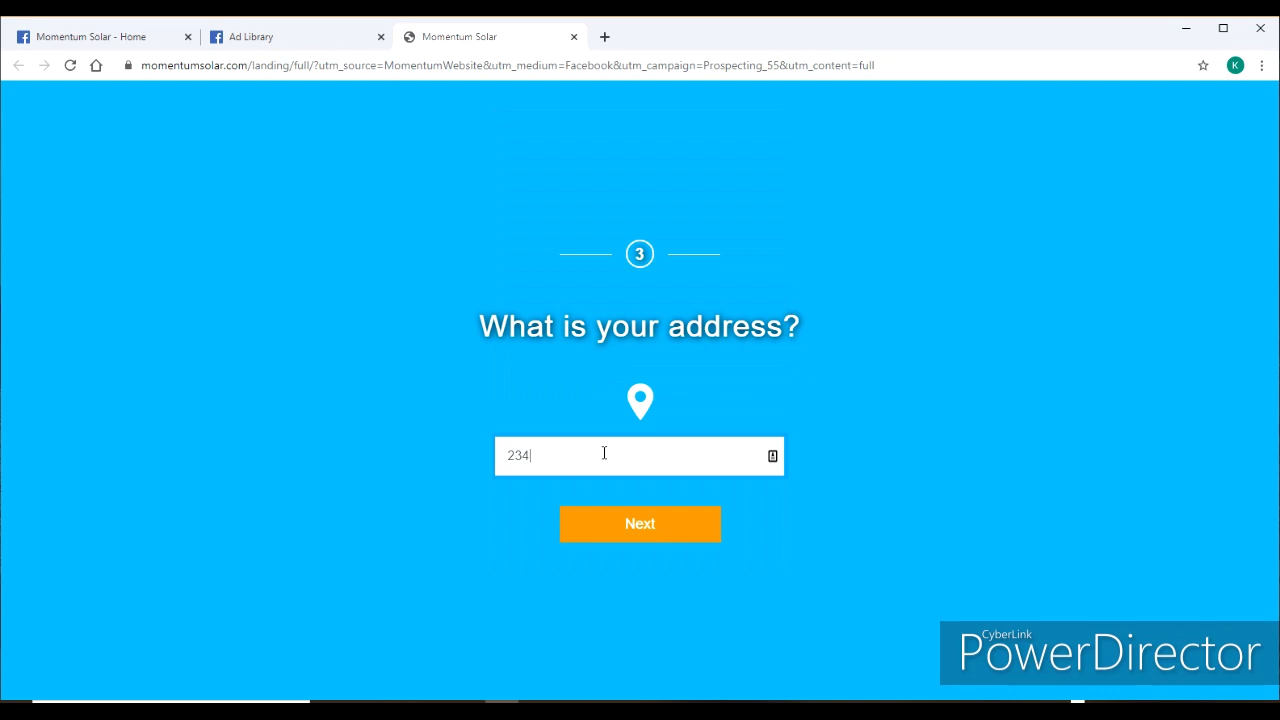 Momentum Solar - Home
Ad Library
Momentum Solar
momentumsolar.com/landing/full/?utm_source=MomentumWebsite&utm_medium=Facebook&utm_campaign=Prospecting_55&utm_content=full
K
3
What is your address?
234
Next
CyberLink
PowerDirector